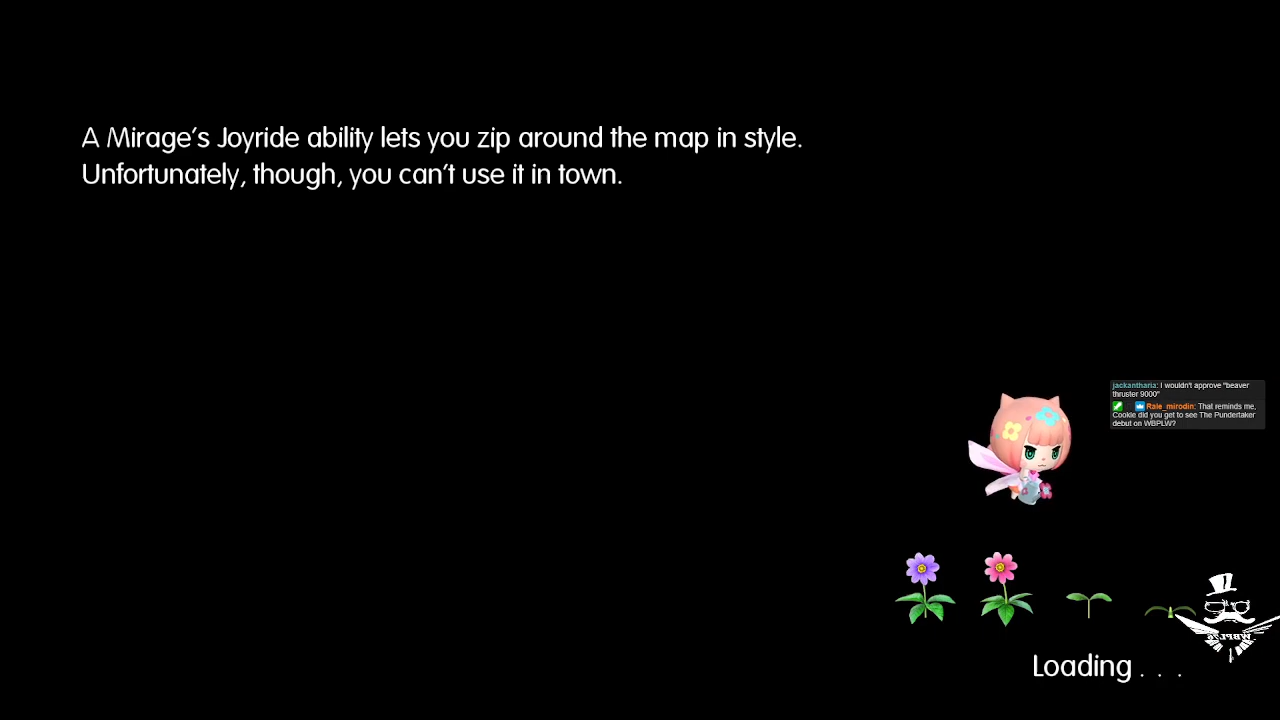 A Mirage's Joyride ability lets you zip around the map in style.
Unfortunately, though, you can't use it in town.
jackantharia: I wouldn't approve "beaver
thruster 9000"
Rale_mirodin: That reminds me,
Cookie did you get to see The Pundertaker
debut on WBPLW?
Loading . . .